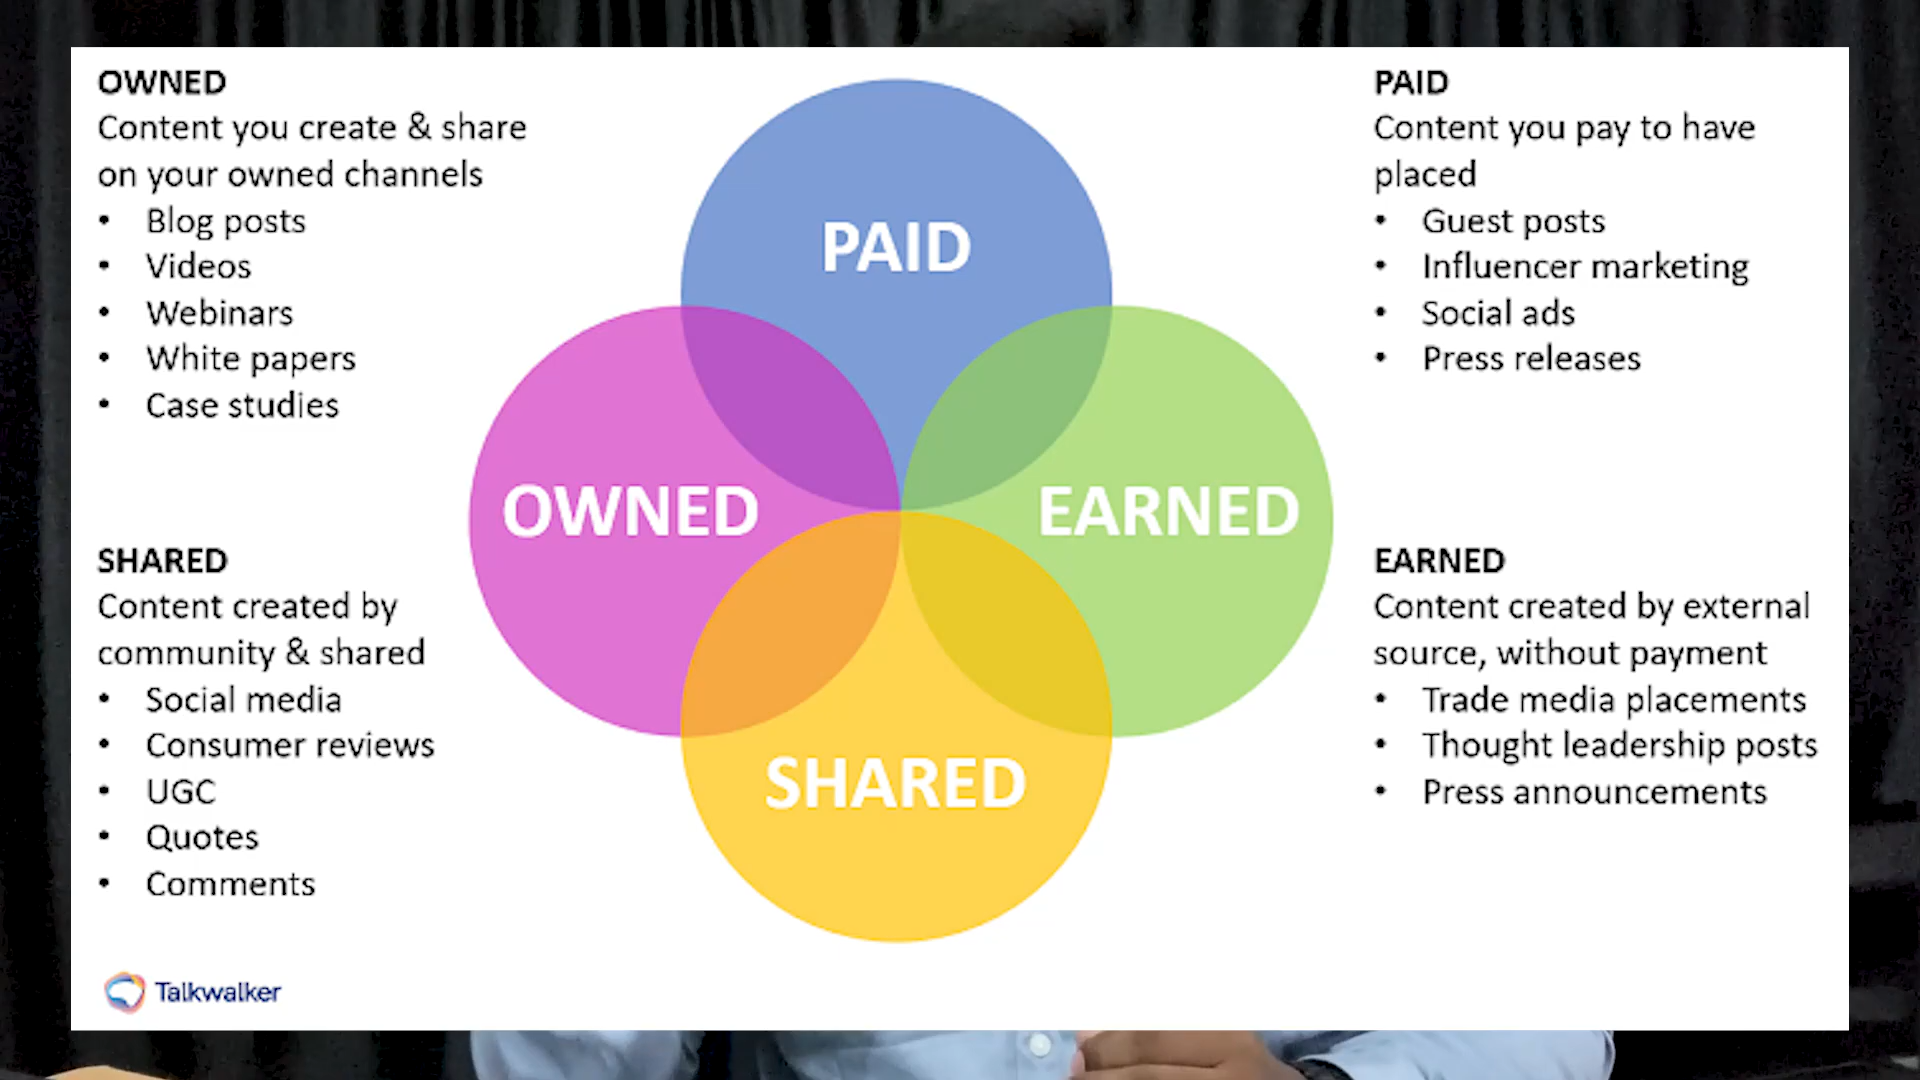 OWNED
Content you create & share
on your owned channels
• Blog posts
• Videos
• Webinars
• White papers
• Case studies
SHARED
Content created by
community & shared
• Social media
• Consumer reviews
• UGC
• Quotes
• Comments
PAID
OWNED
EARNED
SHARED
PAID
Content you pay to have
placed
• Guest posts
• Influencer marketing
• Social ads
• Press releases
EARNED
Content created by external
source, without payment
• Trade media placements
• Thought leadership posts
• Press announcements
Talkwalker